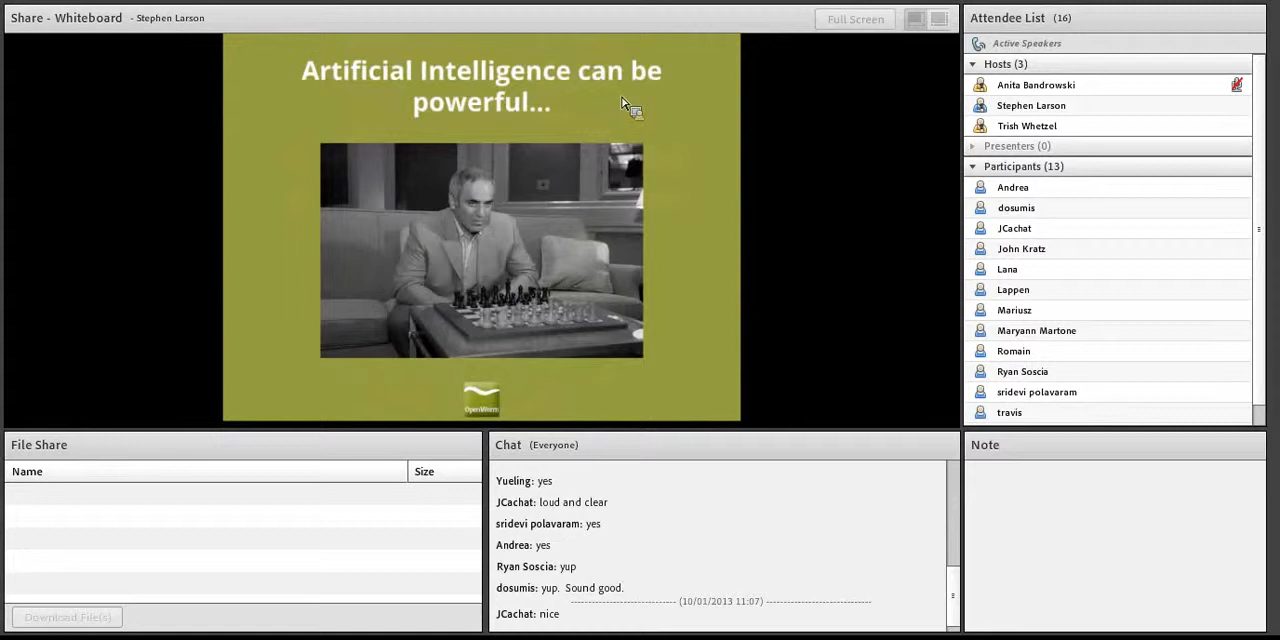 Share - Whiteboard - Stephen Larson
Full Screen
Artificial Intelligence can be
powerful...
OpenWorm
Attendee List (16)
Active Speakers
Hosts (3)
Anita Bandrowski
Stephen Larson
Trish Whetzel
Presenters (0)
Participants (13)
Andrea
dosumis
JCachat
John Kratz
Lana
Lappen
Mariusz
Maryann Martone
Romain
Ryan Soscia
sridevi polavaram
travis
File Share
Name Size
Download File(s)
Chat (Everyone)
Yueling: yes
JCachat: loud and clear
sridevi polavaram: yes
Andrea: yes
Ryan Soscia: yup
dosumis: yup. Sound good.
-------------------------- (10/01/2013 11:07) --------------------------
JCachat: nice
Note